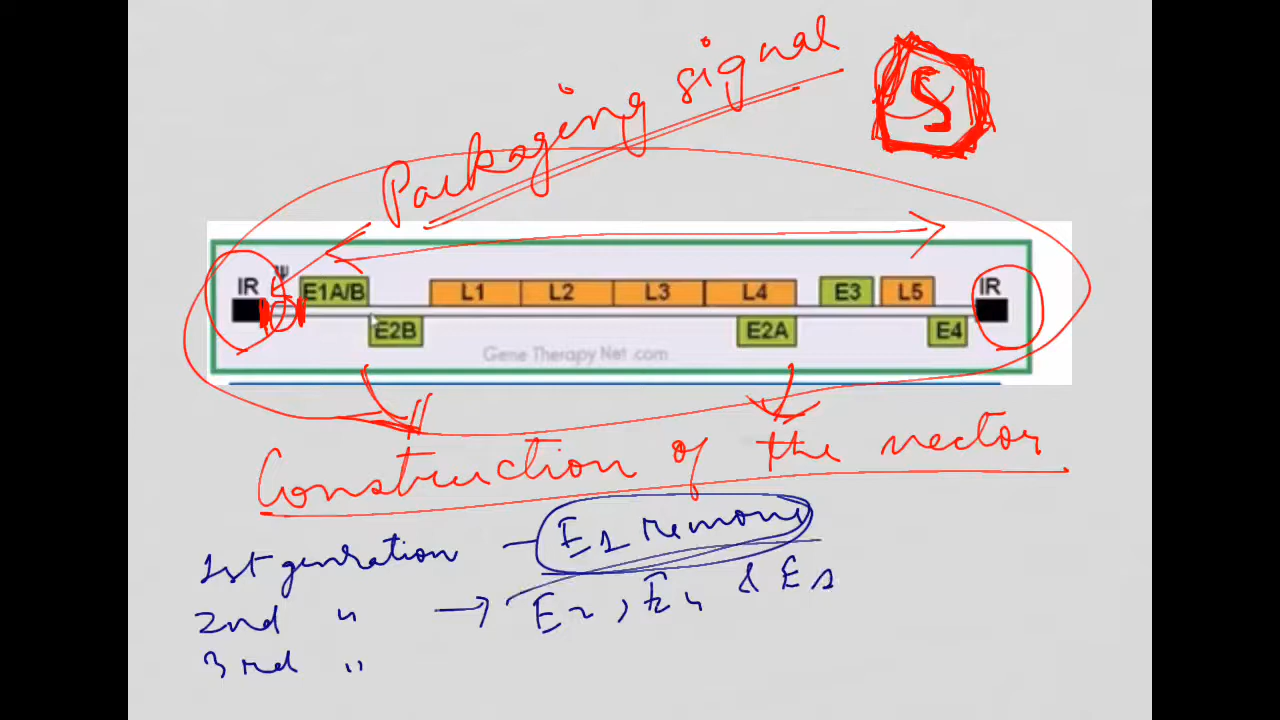 Packaging signal
S
IR Ψ E1A/B L1 L2 L3 L4 E3 L5 IR
E2B E2A E4
Gene Therapy Net .com
Construction of the vector
1st genration - E1 remove
2nd " → E2, E4 & E1
3rd "